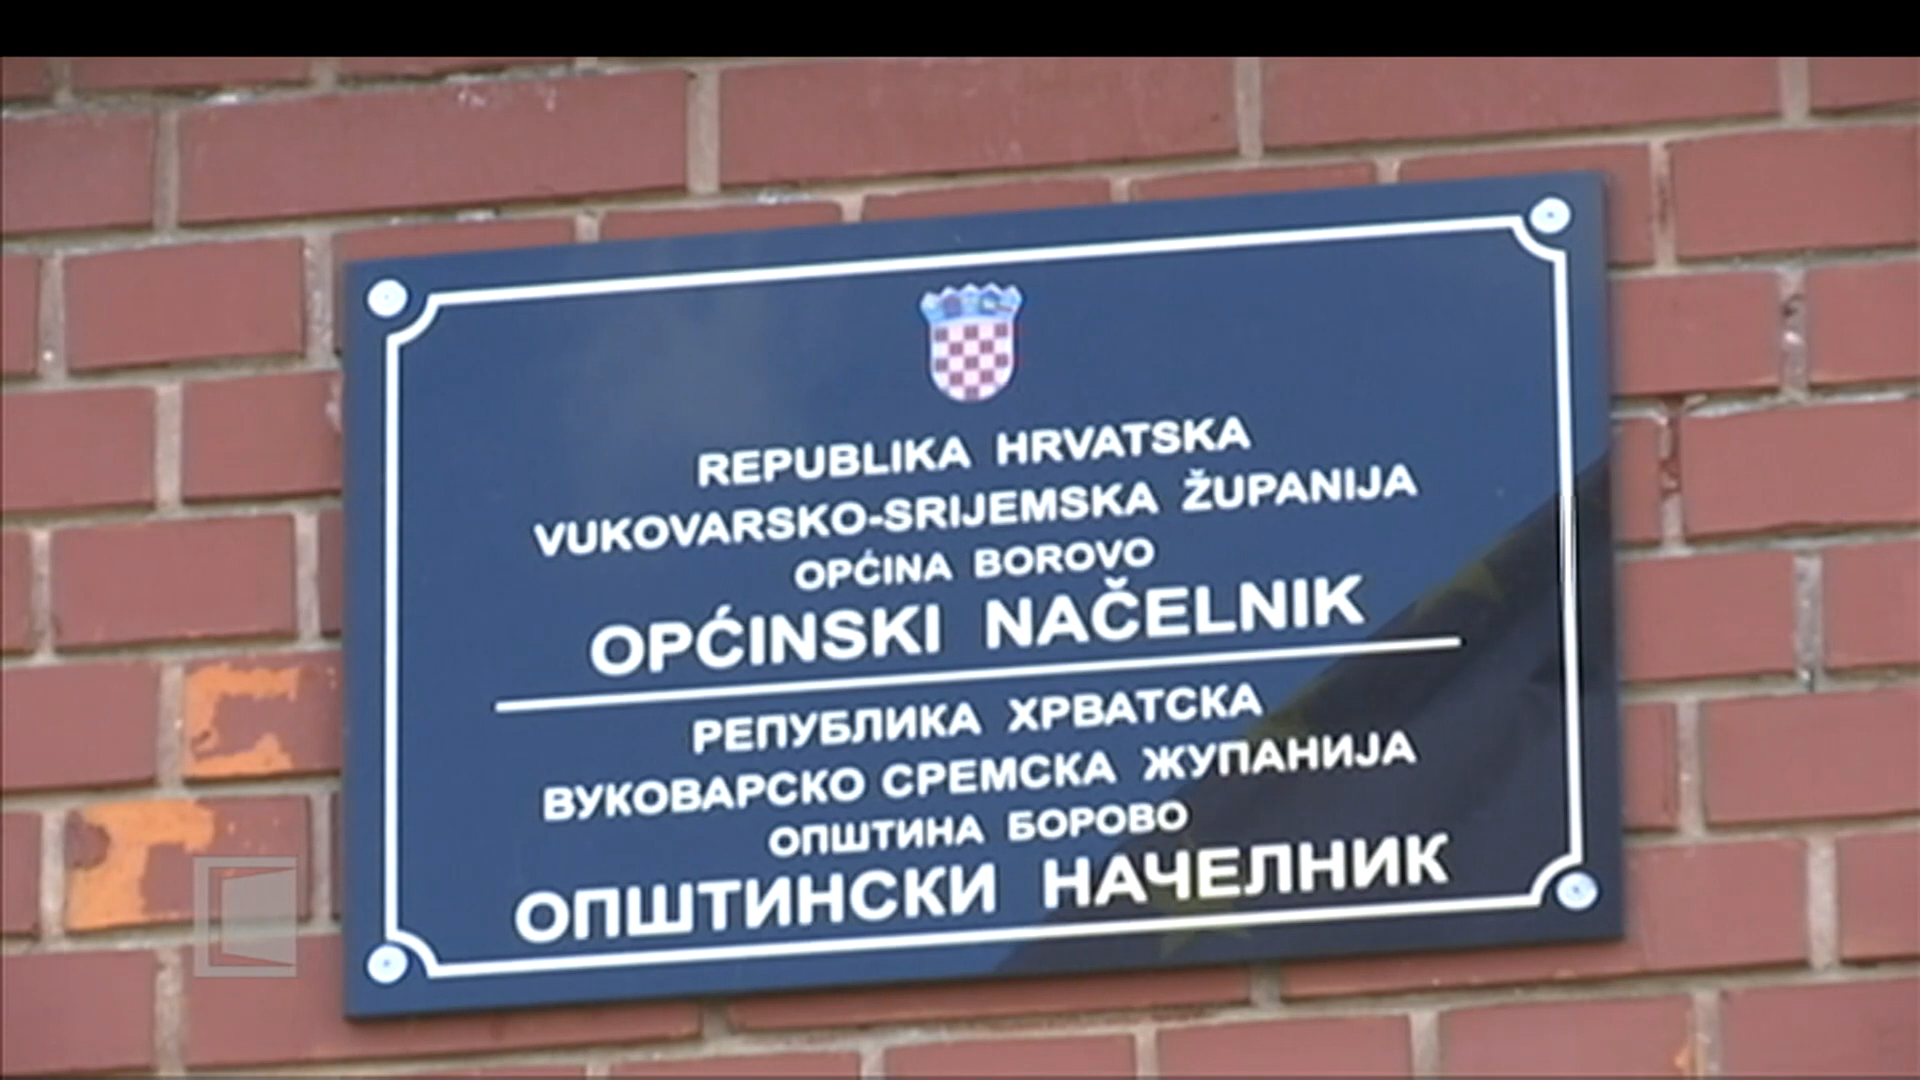 REPUBLIKA HRVATSKA
VUKOVARSKO-SRIJEMSKA ŽUPANIJA
OPĆINA BOROVO
OPĆINSKI NAČELNIK
РЕПУБЛИКА ХРВАТСКА
ВУКОВАРСКО СРЕМСКА ЖУПАНИЈА
ОПШТИНА БОРОВО
ОПШТИНСКИ НАЧЕЛНИК